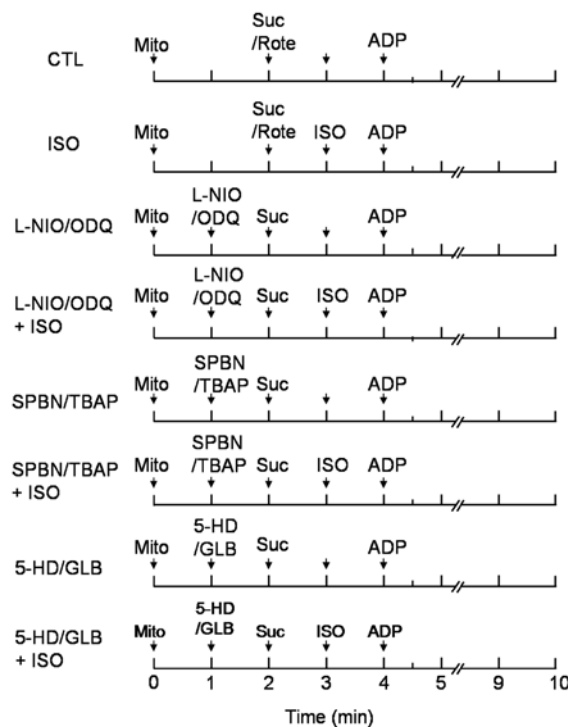 Suc
Mito /Rote ADP
CTL
Suc
Mito /Rote ISO ADP
ISO
L-NIO
Mito /ODQ Suc ADP
L-NIO/ODQ
L-NIO
Mito /ODQ Suc ISO ADP
L-NIO/ODQ
+ ISO
SPBN
Mito /TBAP Suc ADP
SPBN/TBAP
SPBN
Mito /TBAP Suc ISO ADP
SPBN/TBAP
+ ISO
5-HD
Mito /GLB Suc ADP
5-HD/GLB
5-HD
Mito /GLB Suc ISO ADP
5-HD/GLB
+ ISO
0 1 2 3 4 5 9 10
Time (min)